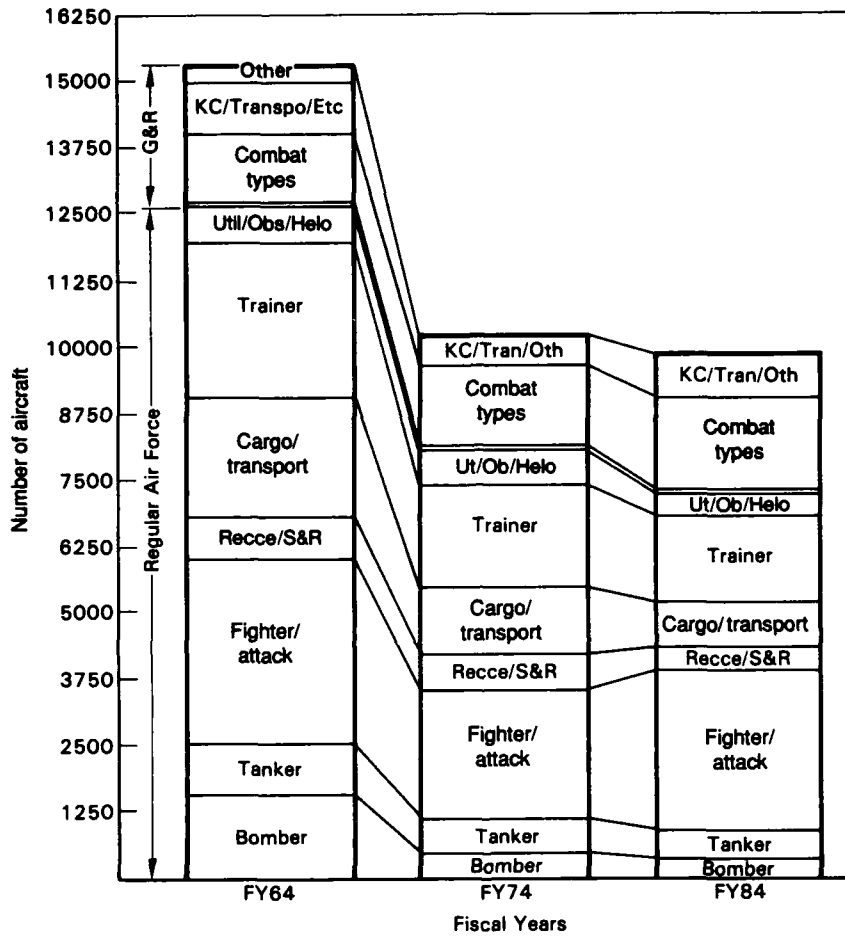 16250
15000
13750
12500
11250
10000
8750
7500
6250
5000
3750
2500
1250
Number of aircraft
G&R
Regular Air Force
Other
KC/Transpo/Etc
Combat
types
Util/Obs/Helo
Trainer
Cargo/
transport
Recce/S&R
Fighter/
attack
Tanker
Bomber
KC/Tran/Oth
Combat
types
Ut/Ob/Helo
Trainer
Cargo/
transport
Recce/S&R
Fighter/
attack
Tanker
Bomber
KC/Tran/Oth
Combat
types
Ut/Ob/Helo
Trainer
Cargo/transport
Recce/S&R
Fighter/
attack
Tanker
Bomber
FY64
FY74
FY84
Fiscal Years